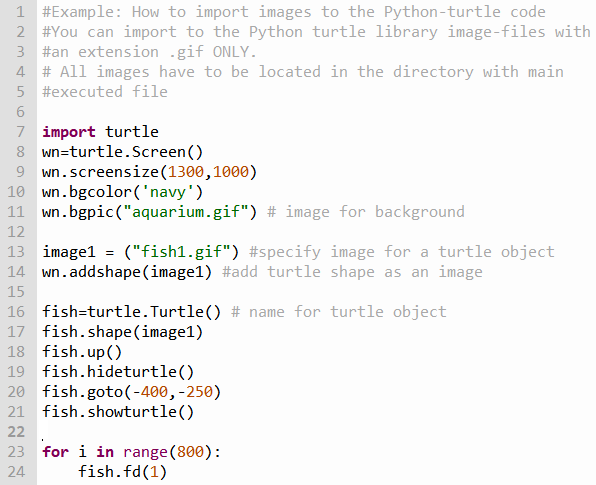 1 #Example: How to import images to the Python-turtle code
2 #You can import to the Python turtle library image-files with
3 #an extension .gif ONLY.
4 # All images have to be located in the directory with main
5 #executed file
6
7 import turtle
8 wn=turtle.Screen()
9 wn.screensize(1300,1000)
10 wn.bgcolor('navy')
11 wn.bgpic("aquarium.gif") # image for background
12
13 image1 = ("fish1.gif") #specify image for a turtle object
14 wn.addshape(image1) #add turtle shape as an image
15
16 fish=turtle.Turtle() # name for turtle object
17 fish.shape(image1)
18 fish.up()
19 fish.hideturtle()
20 fish.goto(-400,-250)
21 fish.showturtle()
22
23 for i in range(800):
24     fish.fd(1)